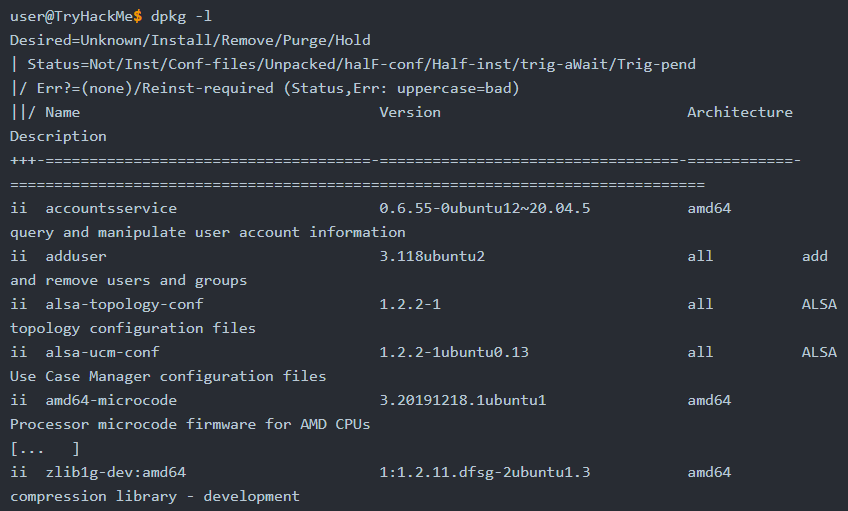 user@TryHackMe$ dpkg -l
Desired=Unknown/Install/Remove/Purge/Hold
| Status=Not/Inst/Conf-files/Unpacked/halF-conf/Half-inst/trig-aWait/Trig-pend
|/ Err?=(none)/Reinst-required (Status,Err: uppercase=bad)
||/ Name                                  Version                            Architecture
Description
+++-=====================================-==================================-============-
===============================================================================
ii  accountsservice                       0.6.55-0ubuntu12~20.04.5           amd64
query and manipulate user account information
ii  adduser                               3.118ubuntu2                       all          add
and remove users and groups
ii  alsa-topology-conf                    1.2.2-1                            all          ALSA
topology configuration files
ii  alsa-ucm-conf                         1.2.2-1ubuntu0.13                  all          ALSA
Use Case Manager configuration files
ii  amd64-microcode                       3.20191218.1ubuntu1                amd64
Processor microcode firmware for AMD CPUs
[...   ]
ii  zlib1g-dev:amd64                      1:1.2.11.dfsg-2ubuntu1.3           amd64
compression library - development